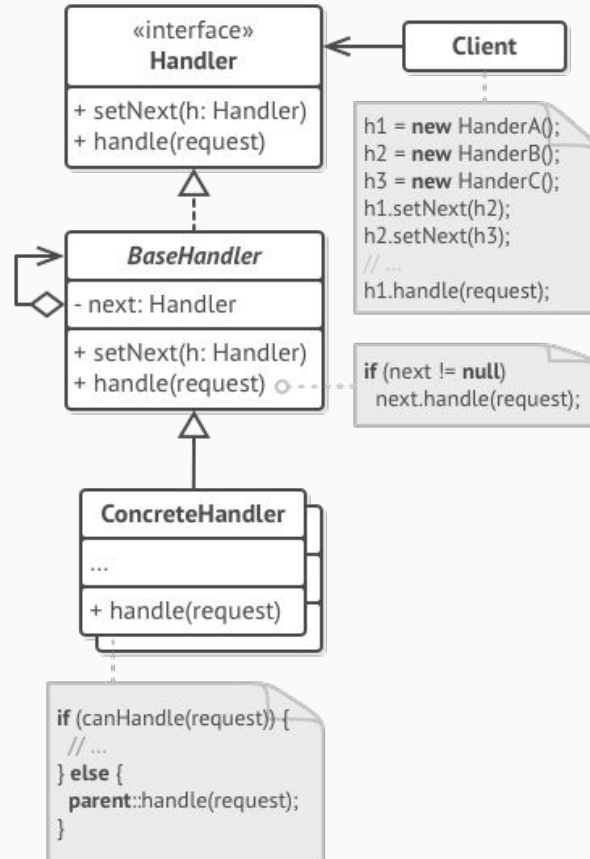 «interface»
Handler
+ setNext(h: Handler)
+ handle(request)
Client
h1 = new HanderA();
h2 = new HanderB();
h3 = new HanderC();
h1.setNext(h2);
h2.setNext(h3);
// ...
h1.handle(request);
BaseHandler
- next: Handler
+ setNext(h: Handler)
+ handle(request)
if (next != null)
next.handle(request);
ConcreteHandler
...
+ handle(request)
if (canHandle(request)) {
// ...
} else {
parent::handle(request);
}